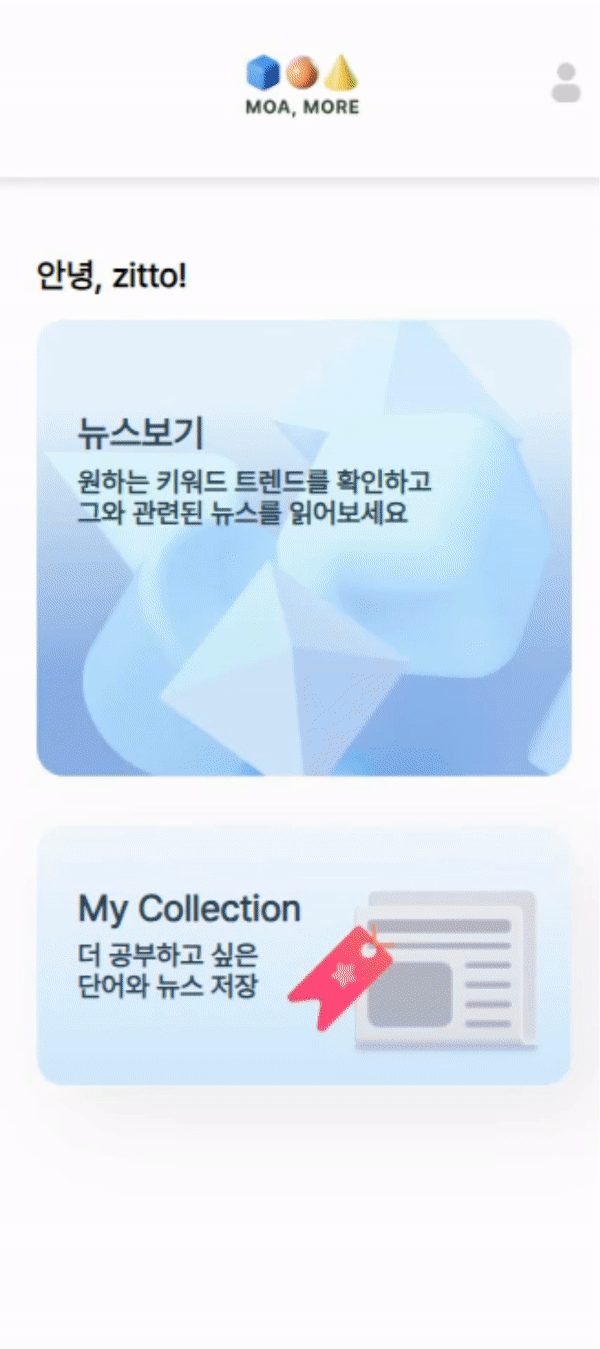 MOA, MORE
안녕, zitto!
뉴스보기
원하는 키워드 트렌드를 확인하고
그와 관련된 뉴스를 읽어보세요
My Collection
더 공부하고 싶은
단어와 뉴스 저장